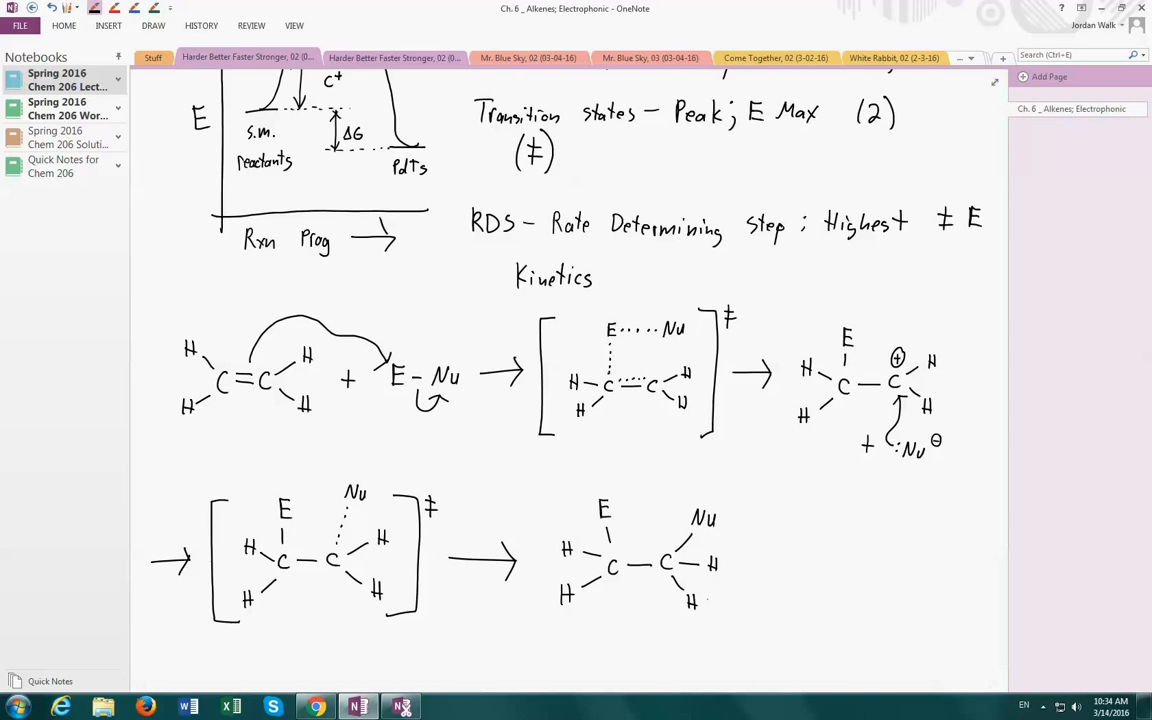 Ch. 6 _ Alkenes; Electrophonic - OneNote
Jordan Walk
FILE HOME INSERT DRAW HISTORY REVIEW VIEW
Notebooks
Stuff
Harder Better Faster Stronger, 02 (0...
Harder Better Faster Stronger, 02 (0...
Mr. Blue Sky, 02 (03-04-16)
Mr. Blue Sky, 03 (03-04-16)
Come Together, 02 (3-02-16)
White Rabbit, 02 (2-3-16)
Search (Ctrl+E)
Spring 2016
Chem 206 Lect...
Spring 2016
Chem 206 Wor...
Spring 2016
Chem 206 Soluti...
Quick Notes for
Chem 206
Add Page
Ch. 6 _ Alkenes; Electrophonic
C+
E
s.m.
reactants
ΔG
PdTs
Rxn Prog →
Transition states - Peak; E Max (2)
(‡)
RDS - Rate Determining step ; Highest ‡ E
Kinetics
H H C=C H H + E - Nu → [ E Nu H H C C H H ]‡ → E H H C - C ⊕ H H + :Nu ⊖
→ [ E Nu H H C - C H H ]‡ → E Nu H H C - C H H
Quick Notes
EN
10:34 AM
3/14/2016